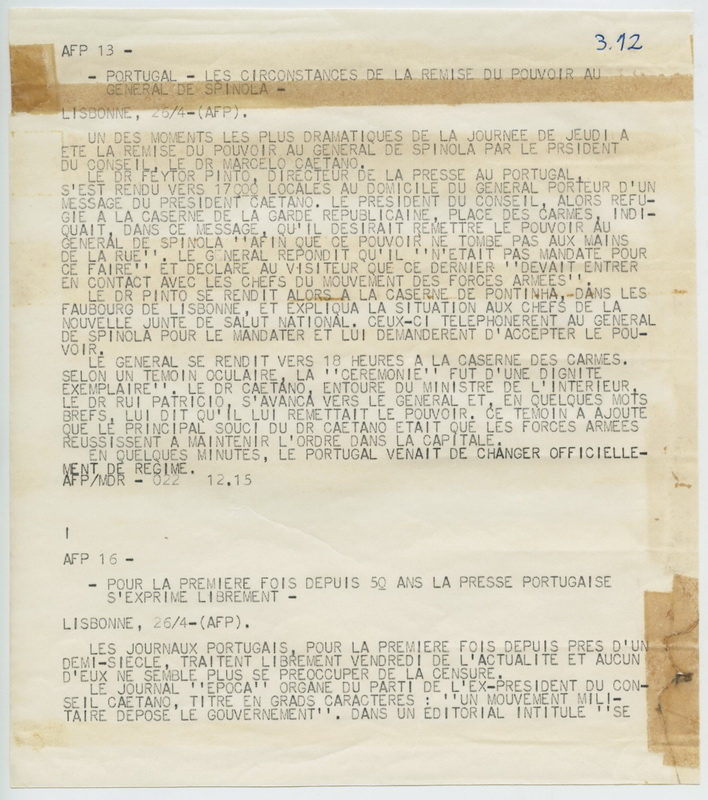 3.12
AFP 13 -
- PORTUGAL - LES CIRCONSTANCES DE LA REMISE DU POUVOIR AU
GENERAL DE SPINOLA -
LISBONNE, 26/4-(AFP).
UN DES MOMENTS LES PLUS DRAMATIQUES DE LA JOURNEE DE JEUDI A
ETE LA REMISE DU POUVOIR AU GENERAL DE SPINOLA PAR LE PRSIDENT
DU CONSEIL, LE DR MARCELO CAETANO.
LE DR FEYTOR PINTO, DIRECTEUR DE LA PRESSE AU PORTUGAL,
S'EST RENDU VERS 17000 LOCALES AU DOMICILE DU GENERAL PORTEUR D'UN
MESSAGE DU PRESIDENT CAETANO. LE PRESIDENT DU CONSEIL, ALORS REFU-
GIE A LA CASERNE DE LA GARDE REPUBLICAINE, PLACE DES CARMES, INDI-
QUAIT, DANS CE MESSAGE, QU'IL DESIRAIT REMETTRE LE POUVOIR AU
GENERAL DE SPINOLA ''AFIN QUE CE POUVOIR NE TOMBE PAS AUX MAINS
DE LA RUE''. LE GENERAL REPONDIT QU'IL ''N'ETAIT PAS MANDATE POUR
CE FAIRE'' ET DECLARE AU VISITEUR QUE CE DERNIER ''DEVAIT ENTRER
EN CONTACT AVEC LES CHEFS DU MOUVEMENT DES FORCES ARMEES''.
LE DR PINTO SE RENDIT ALORS A LA CASERNE DE PONTINHA, DANS LES
FAUBOURG DE LISBONNE, ET EXPLIQUA LA SITUATION AUX CHEFS DE LA
NOUVELLE JUNTE DE SALUT NATIONAL. CEUX-CI TELEPHONERENT AU GENERAL
DE SPINOLA POUR LE MANDATER ET LUI DEMANDERENT D'ACCEPTER LE POU-
VOIR.
LE GENERAL SE RENDIT VERS 18 HEURES A LA CASERNE DES CARMES.
SELON UN TEMOIN OCULAIRE, LA ''CEREMONIE'' FUT D'UNE DIGNITE
EXEMPLAIRE''. LE DR CAETANO, ENTOURE DU MINISTRE DE L'INTERIEUR,
LE DR RUI PATRICIO, S'AVANCA VERS LE GENERAL ET, EN QUELQUES MOTS
BREFS, LUI DIT QU'IL LUI REMETTAIT LE POUVOIR. CE TEMOIN A AJOUTE
QUE LE PRINCIPAL SOUCI DU DR CAETANO ETAIT QUE LES FORCES ARMEES
REUSSISSENT A MAINTENIR L'ORDRE DANS LA CAPITALE.
EN QUELQUES MINUTES, LE PORTUGAL VENAIT DE CHANGER OFFICIELLE-
MENT DE REGIME.
AFP/MDR - 022 12.15
I
AFP 16 -
- POUR LA PREMIERE FOIS DEPUIS 50 ANS LA PRESSE PORTUGAISE
S'EXPRIME LIBREMENT -
LISBONNE, 26/4-(AFP).
LES JOURNAUX PORTUGAIS, POUR LA PREMIERE FOIS DEPUIS PRES D'UN
DEMI-SIECLE, TRAITENT LIBREMENT VENDREDI DE L'ACTUALITE ET AUCUN
D'EUX NE SEMBLE PLUS SE PREOCCUPER DE LA CENSURE.
LE JOURNAL ''EPOCA'' ORGANE DU PARTI DE L'EX-PRESIDENT DU CON-
SEIL CAETANO, TITRE EN GRADS CARACTERES : ''UN MOUVEMENT MILI-
TAIRE DEPOSE LE GOUVERNEMENT''. DANS UN EDITORIAL INTITULE ''SE